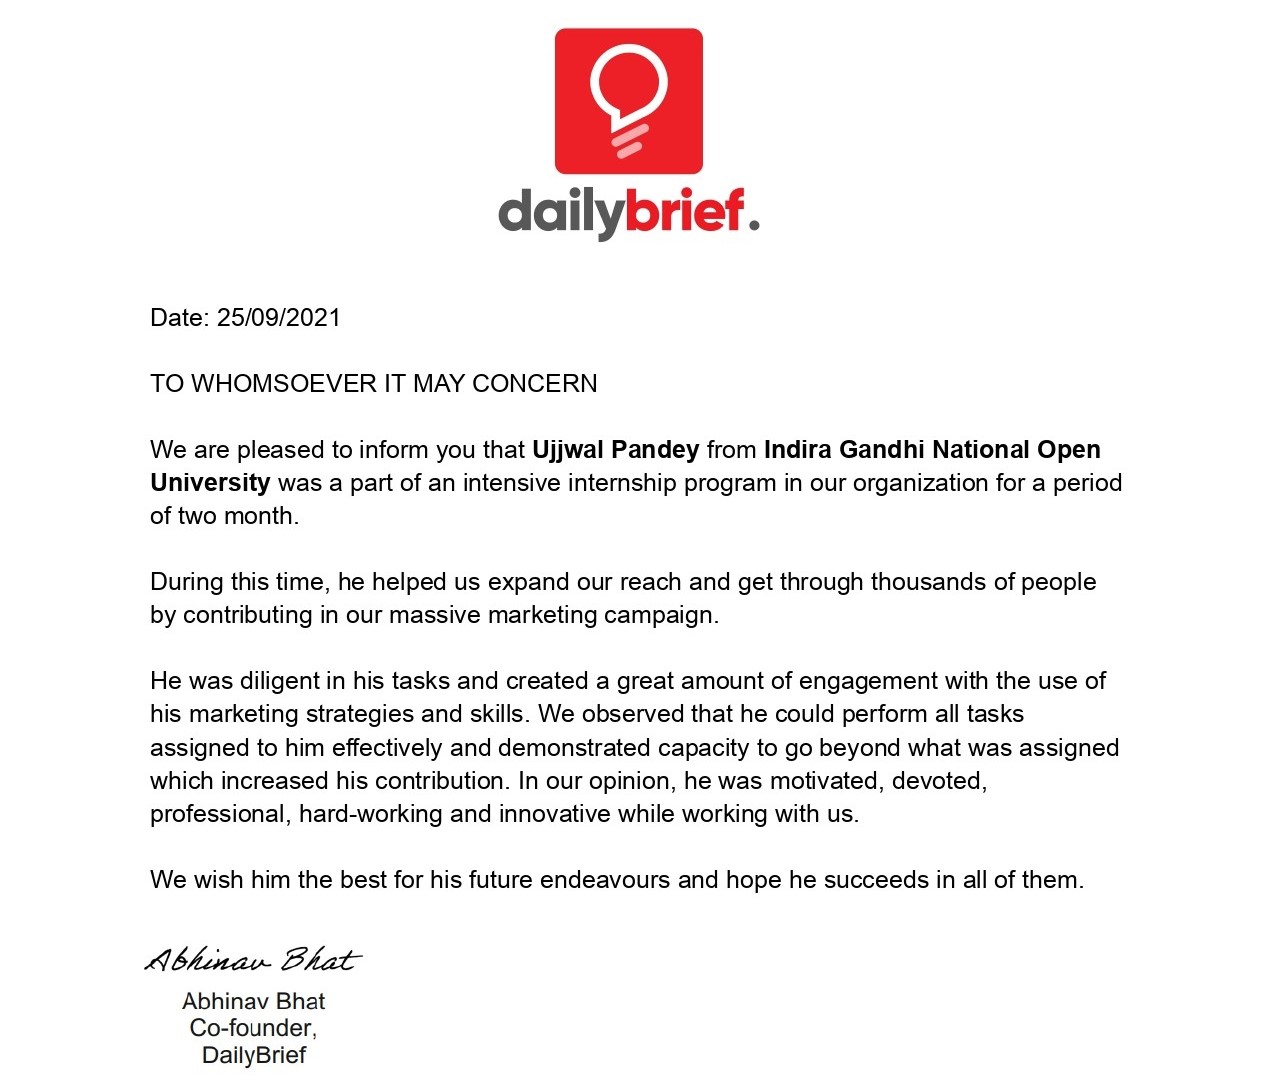 dailybrief.
Date: 25/09/2021
TO WHOMSOEVER IT MAY CONCERN
We are pleased to inform you that Ujjwal Pandey from Indira Gandhi National Open
University was a part of an intensive internship program in our organization for a period
of two month.
During this time, he helped us expand our reach and get through thousands of people
by contributing in our massive marketing campaign.
He was diligent in his tasks and created a great amount of engagement with the use of
his marketing strategies and skills. We observed that he could perform all tasks
assigned to him effectively and demonstrated capacity to go beyond what was assigned
which increased his contribution. In our opinion, he was motivated, devoted,
professional, hard-working and innovative while working with us.
We wish him the best for his future endeavours and hope he succeeds in all of them.
Abhinav Bhat
Abhinav Bhat
Co-founder,
DailyBrief